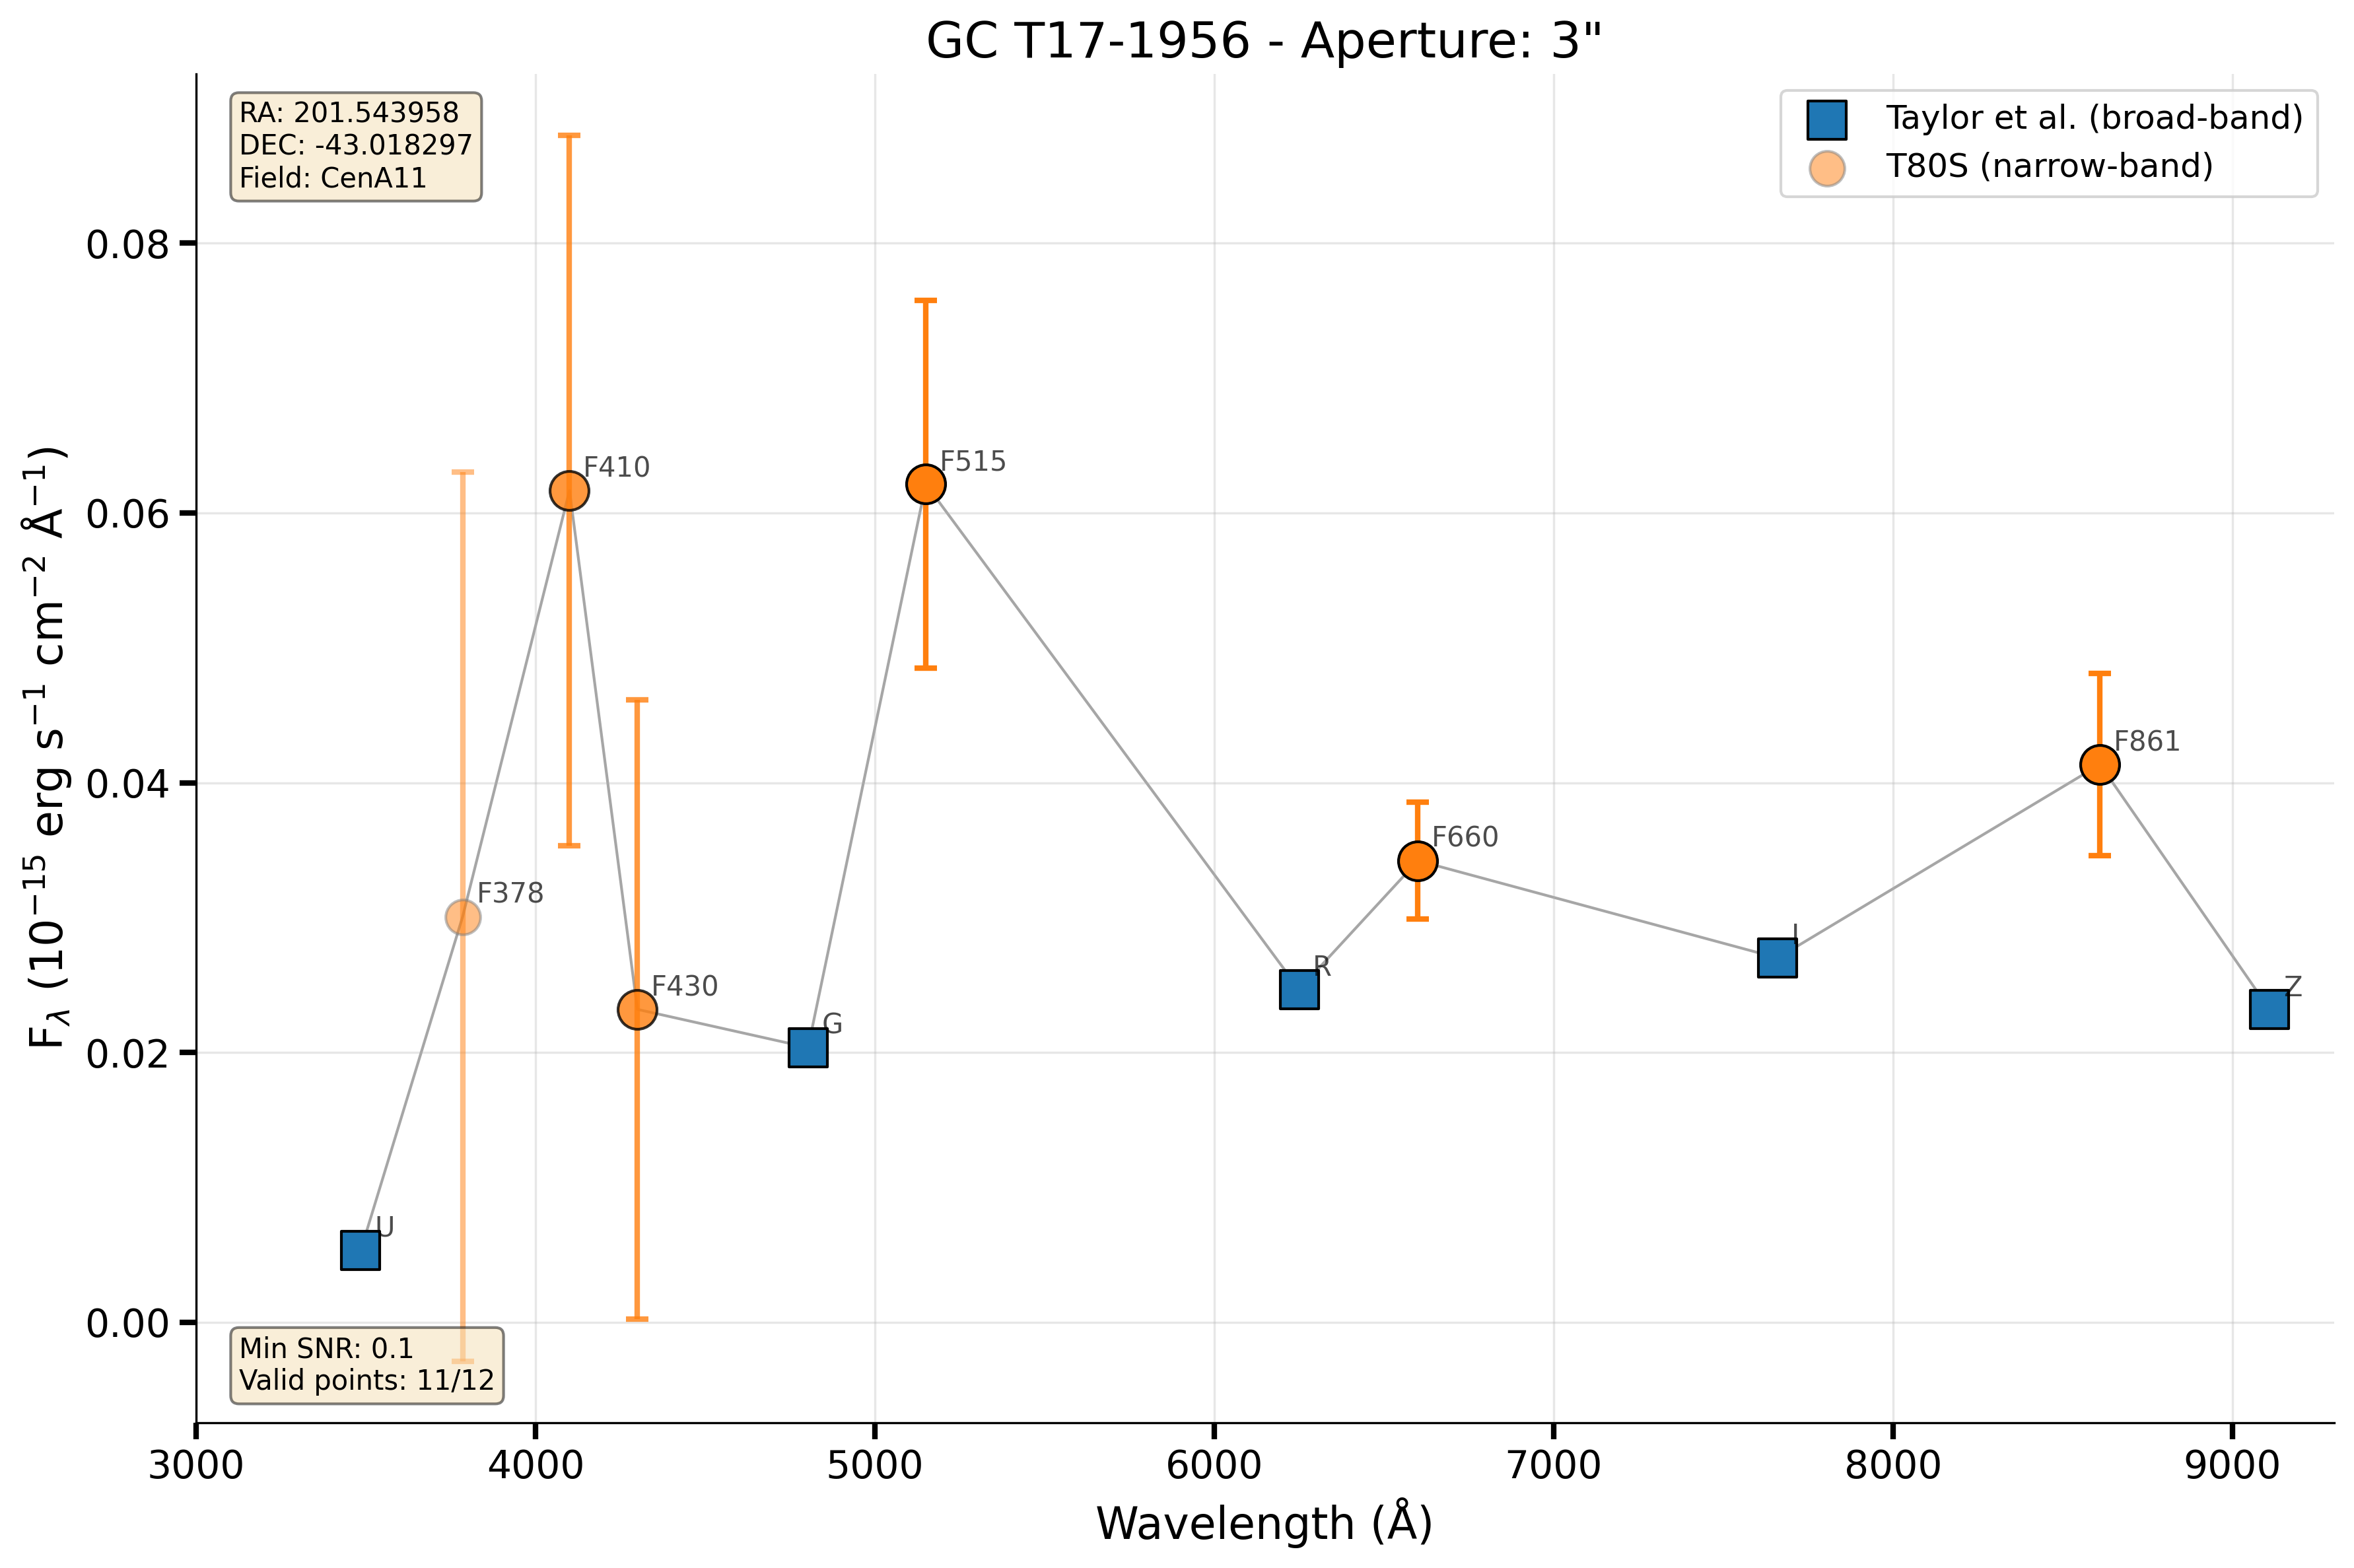 GC T17-1956 - Aperture: 3"
RA: 201.543958
DEC: -43.018297
Field: CenA11
Taylor et al. (broad-band)
T80S (narrow-band)
F_λ (10⁻¹⁵ erg s⁻¹ cm⁻² Å⁻¹)
0.08
0.06
0.04
0.02
0.00
F410
F515
F861
F660
F378
F430
I
R
Z
G
U
Min SNR: 0.1
Valid points: 11/12
3000 4000 5000 6000 7000 8000 9000
Wavelength (Å)